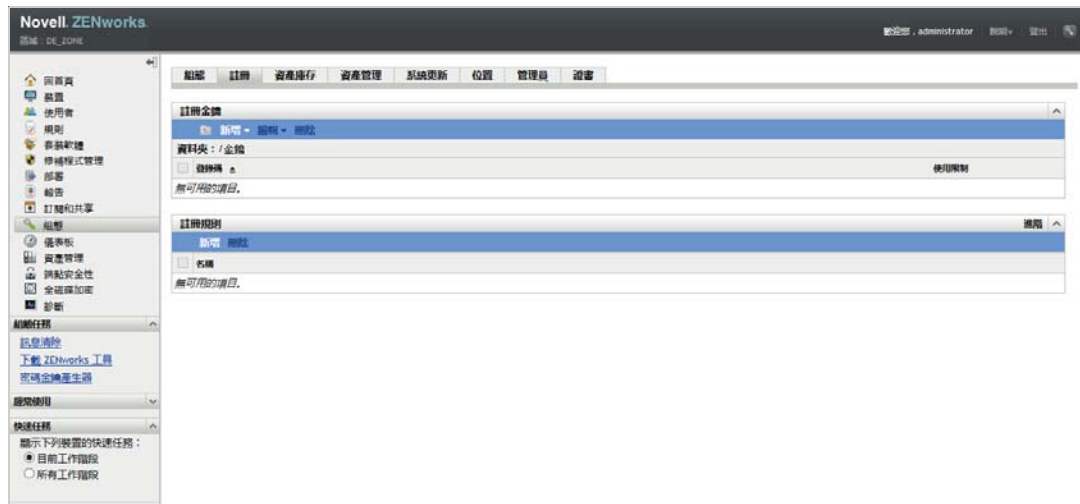 Novell ZENworks.
區域：DE_ZONE
歡迎您，administrator 說明 登出
回首頁
裝置
使用者
規則
套裝軟體
修補程式管理
部署
報告
訂閱和共享
組態
儀表板
資產管理
端點安全性
全磁碟加密
診斷
組態任務
訊息清除
下載 ZENworks 工具
密碼金鑰產生器
經常使用
快速任務
顯示下列裝置的快速任務：
目前工作階段
所有工作階段
組態 註冊 資產庫存 資產管理 系統更新 位置 管理員 證書
註冊金鑰
新增 編輯 刪除
資料夾：/金鑰
登錄碼 使用限制
無可用的項目。
註冊規則 進階
新增 刪除
名稱
無可用的項目。